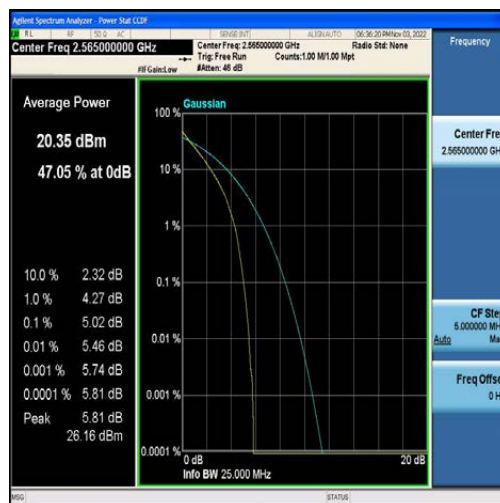 Agilent Spectrum Analyzer - Power Stat CCDF
RL RF 50 Ω AC SENSE:INT ALIGN AUTO 06:36:20 PM Nov 03, 2022
Center Freq 2.565000000 GHz
Center Freq: 2.565000000 GHz
Radio Std: None
Trig: Free Run Counts:1.00 M/1.00 Mpt
#IFGain:Low
#Atten: 46 dB
Frequency
Average Power
20.35 dBm
47.05 % at 0dB
10.0 % 2.32 dB
1.0 % 4.27 dB
0.1 % 5.02 dB
0.01 % 5.46 dB
0.001 % 5.74 dB
0.0001 % 5.81 dB
Peak 5.81 dB
26.16 dBm
Gaussian
100 %
10 %
1 %
0.1 %
0.01 %
0.001 %
0.0001 %
0 dB 20 dB
Info BW 25.000 MHz
Center Fre
2.565000000 GH
CF Ste
5.000000 MH
Auto Ma
Freq Offse
0 H
MSG STATUS